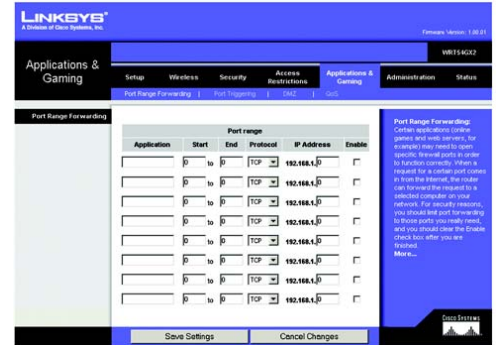 LINKSYS®
A Division of Cisco Systems, Inc.
Firmware Version: 1.00.01
WRT54GX2
Applications & Gaming
Setup
Wireless
Security
Access Restrictions
Applications & Gaming
Administration
Status
Port Range Forwarding | Port Triggering | DMZ | QoS
Port Range Forwarding
Port range
Application Start End Protocol IP Address Enable
0 to 0 TCP 192.168.1.0
0 to 0 TCP 192.168.1.0
0 to 0 TCP 192.168.1.0
0 to 0 TCP 192.168.1.0
0 to 0 TCP 192.168.1.0
0 to 0 TCP 192.168.1.0
0 to 0 TCP 192.168.1.0
0 to 0 TCP 192.168.1.0
Port Range Forwarding:
Certain applications (online
games and web servers, for
example) may need to open
specific firewall ports in order
to function correctly. When a
request for a certain port comes
in from the Internet, the router
can forward the request to a
selected computer on your
network. For security reasons,
you should limit port forwarding
to those ports you really need,
and you should clear the Enable
check box after you are
finished.
More...
Save Settings
Cancel Changes
CISCO SYSTEMS